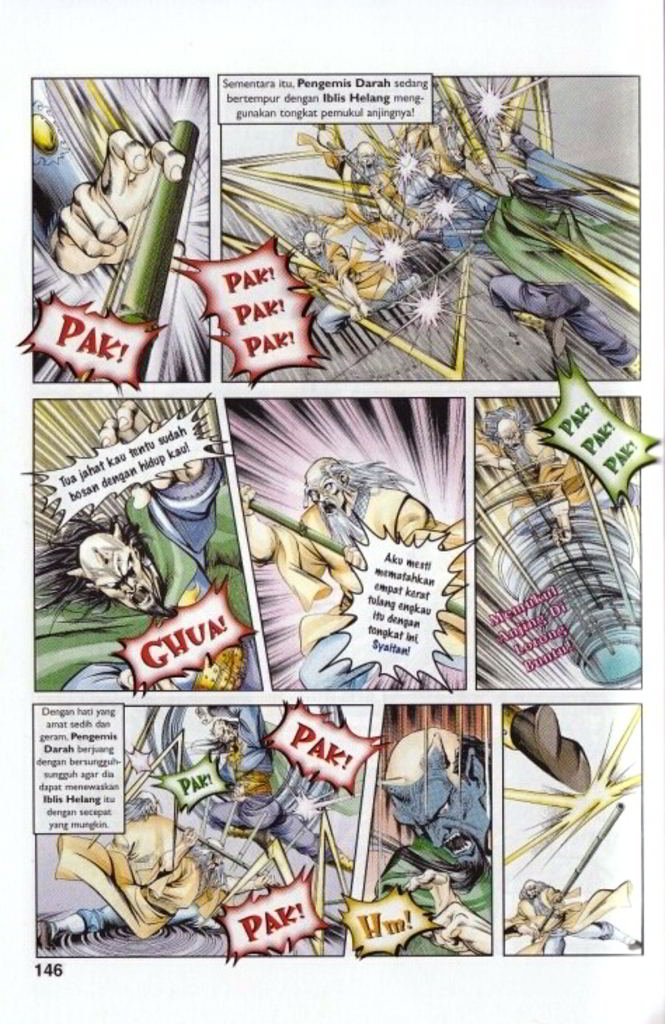 Sementara itu, Pengemis Darah sedang
bertempur dengan Iblis Helang meng-
gunakan tongkat pemukul anjingnya!
PAK!
PAK!
PAK!
PAK!
Tua jahat kau tentu sudah
bosan dengan hidup kau!
GHUA!
Aku mesti
mematahkan
empat kerat
tulang engkau
itu dengan
tongkat ini,
Syaitan!
PAK!
PAK!
PAK!
Memukul
Anjing Di
Lorong
Buntu!
Dengan hati yang
amat sedih dan
geram, Pengemis
Darah berjuang
dengan bersungguh-
sungguh agar dia
dapat menewaskan
Iblis Helang itu
dengan secepat
yang mungkin.
PAK!
PAK!
PAK!
Hm!
146